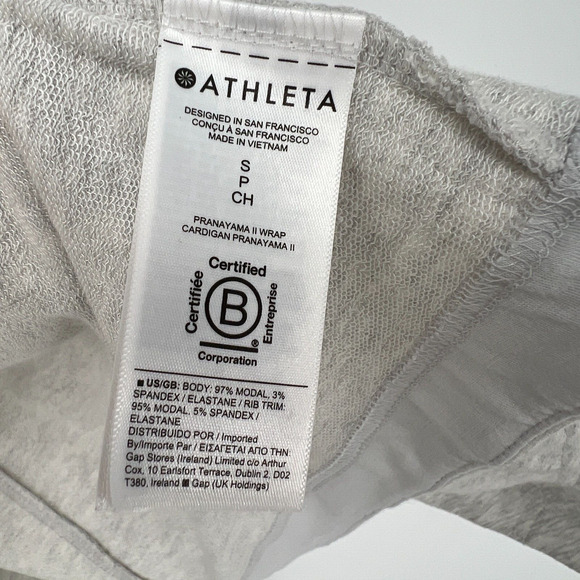 ATHLETA
DESIGNED IN SAN FRANCISCO
CONÇU À SAN FRANCISCO
MADE IN VIETNAM
S
P
CH
PRANAYAMA II WRAP
CARDIGAN PRANAYAMA II
Certified
Certifiée
B
Entreprise
®
Corporation
■ US/GB: BODY: 97% MODAL, 3%
SPANDEX / ELASTANE / RIB TRIM:
95% MODAL, 5% SPANDEX /
ELASTANE
DISTRIBUIDO POR / Imported
By/Importe Par / ΕΙΣΑΓΕΤΑΙ ΑΠΟ ΤΗΝ:
Gap Stores (Ireland) Limited c/o Arthur
Cox, 10 Earlsfort Terrace, Dublin 2, D02
T380, Ireland ■ Gap (UK Holdings)